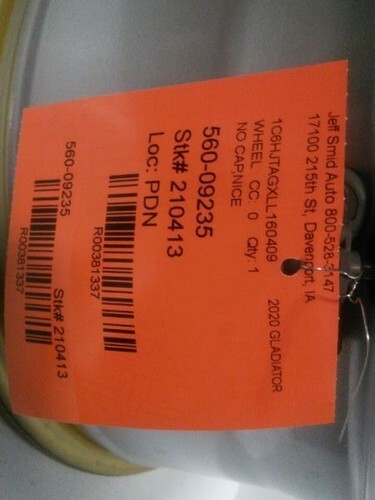 Jeff Smid Auto 800-528-3147
17100 215th St, Davenport, IA
1C6HJTAGXLL160409 2020 GLADIATOR
WHEEL CC: 0 Qty: 1
NO CAP,NICE
560-09235
Stk# 210413
Loc: PDN
R00381337
560-09235 Stk# 210413
R00381337